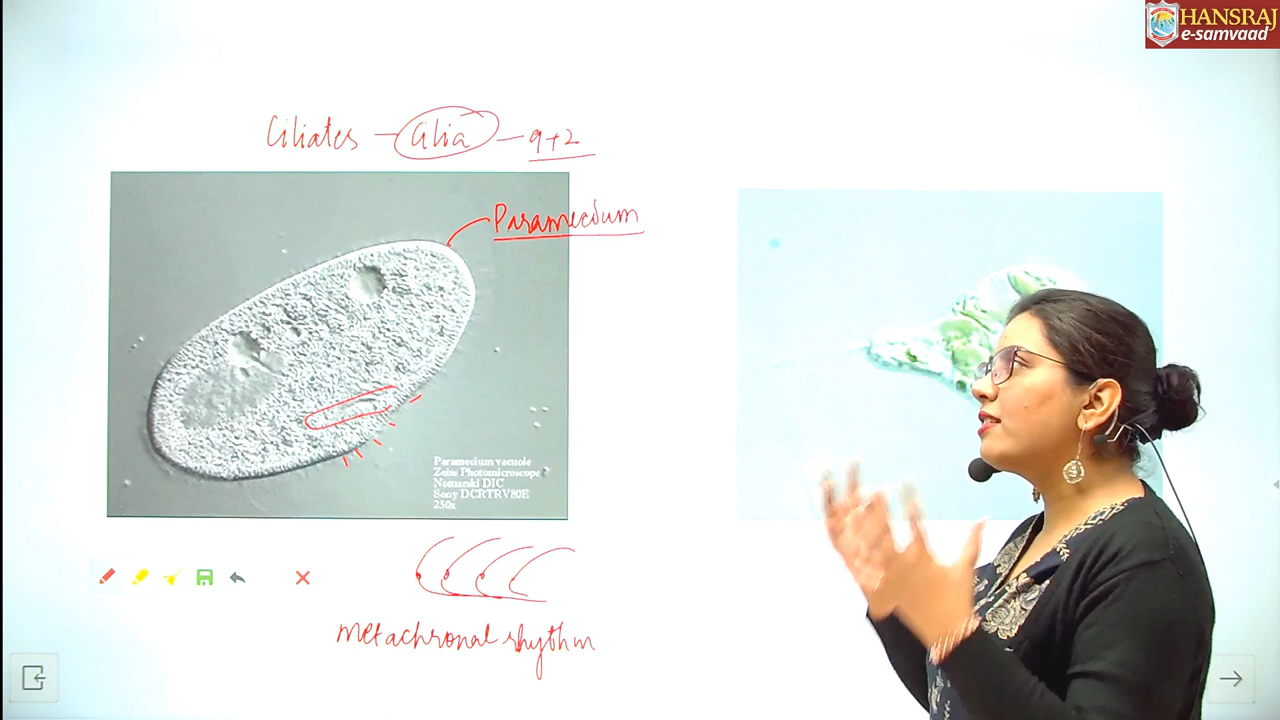 HANSRAJ
e-samvaad
Ciliates — Cilia — 9+2
Paramecium
Paramecium vacuole
Zeiss Photomicroscope
Nomarski DIC
Sony DCRTRV80E
250x
Metachronal rhythm